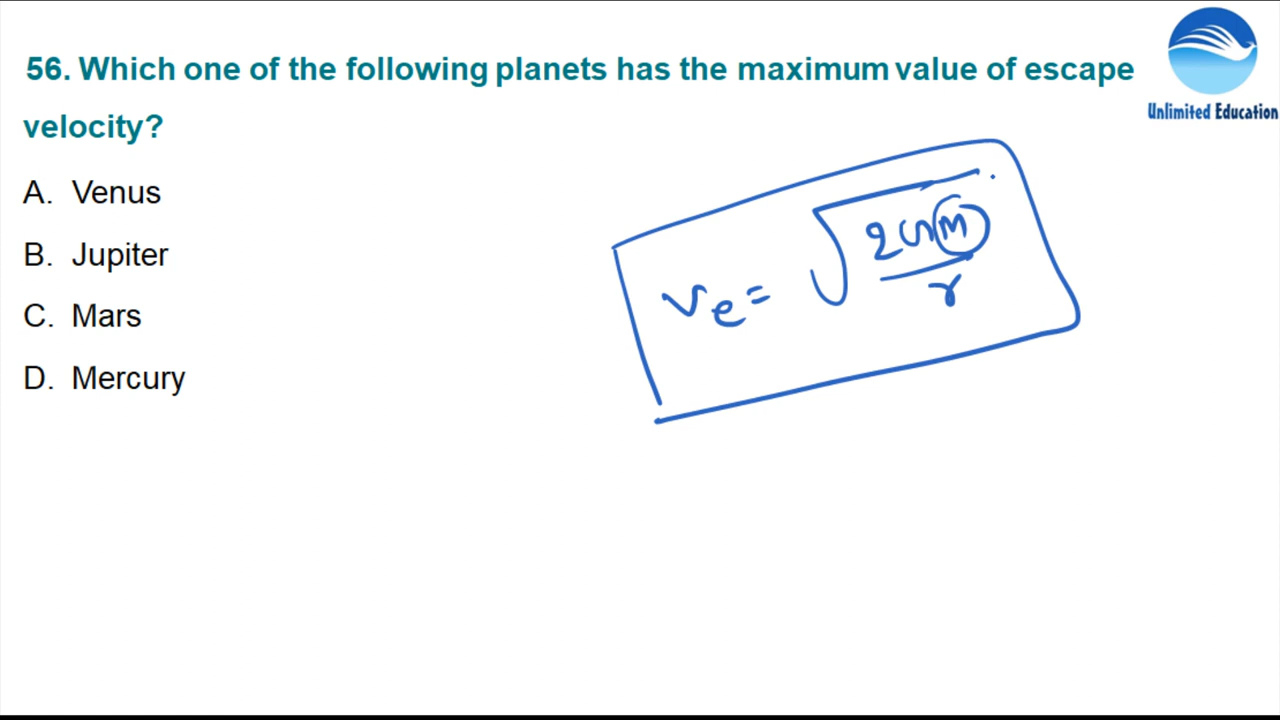 56. Which one of the following planets has the maximum value of escape
velocity?
Unlimited Education
A. Venus
B. Jupiter
C. Mars
D. Mercury
ve = √(2Gm/r)